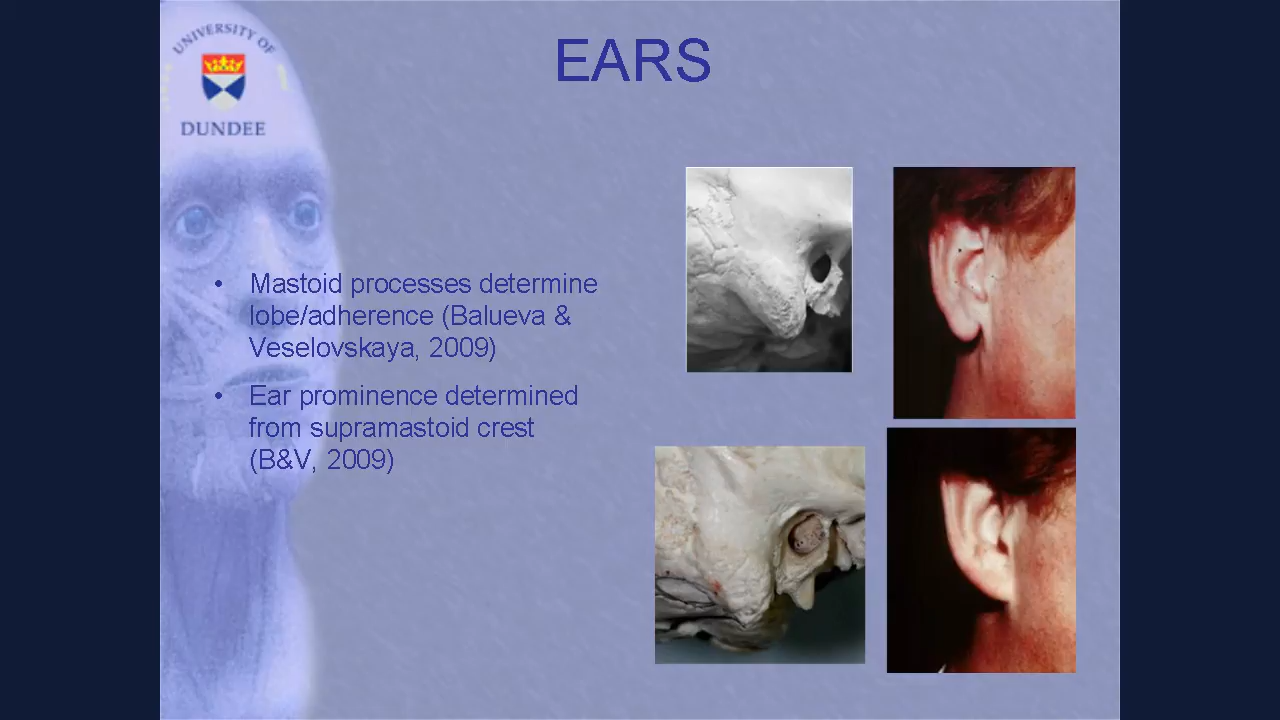 UNIVERSITY OF
DUNDEE
EARS
• Mastoid processes determine
lobe/adherence (Balueva &
Veselovskaya, 2009)
• Ear prominence determined
from supramastoid crest
(B&V, 2009)